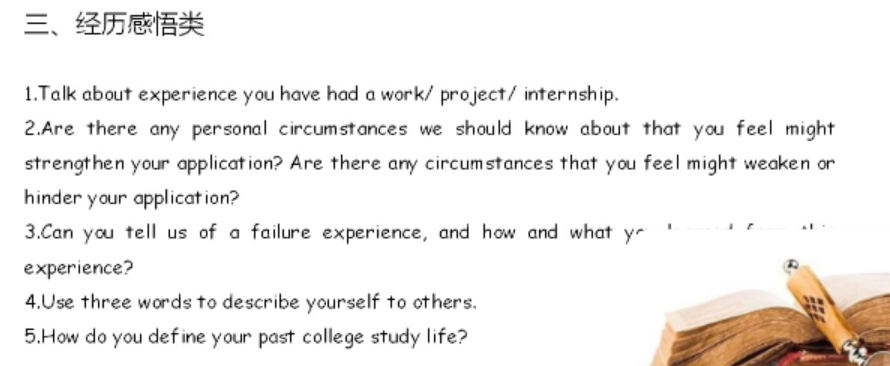 三、经历感悟类
1.Talk about experience you have had a work/ project/ internship.
2.Are there any personal circumstances we should know about that you feel might
strengthen your application? Are there any circumstances that you feel might weaken or
hinder your application?
3.Can you tell us of a failure experience, and how and what
experience?
4.Use three words to describe yourself to others.
5.How do you define your past college study life?